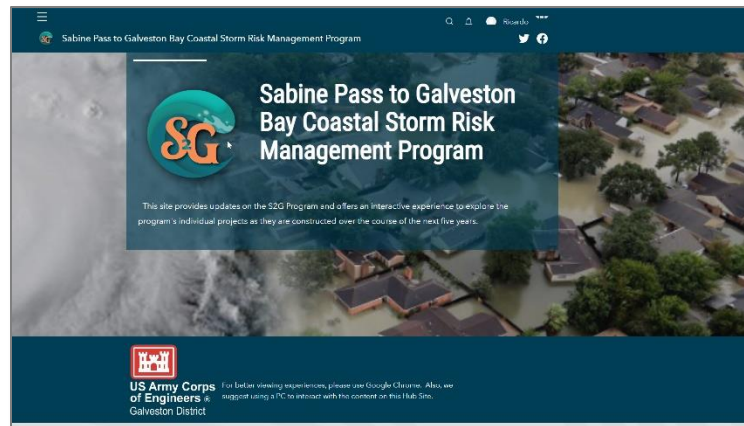 Ricardo
Sabine Pass to Galveston Bay Coastal Storm Risk Management Program
S2G
Sabine Pass to Galveston
Bay Coastal Storm Risk
Management Program
This site provides updates on the S2G Program and offers an interactive experience to explore the
program's individual projects as they are constructed over the course of the next five years.
US Army Corps
of Engineers ®
Galveston District
For better viewing experiences, please use Google Chrome. Also, we
suggest using a PC to interact with the content on this Hub Site.